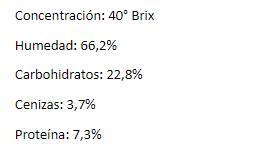 Concentración: 40° Brix
Humedad: 66,2%
Carbohidratos: 22,8%
Cenizas: 3,7%
Proteína: 7,3%